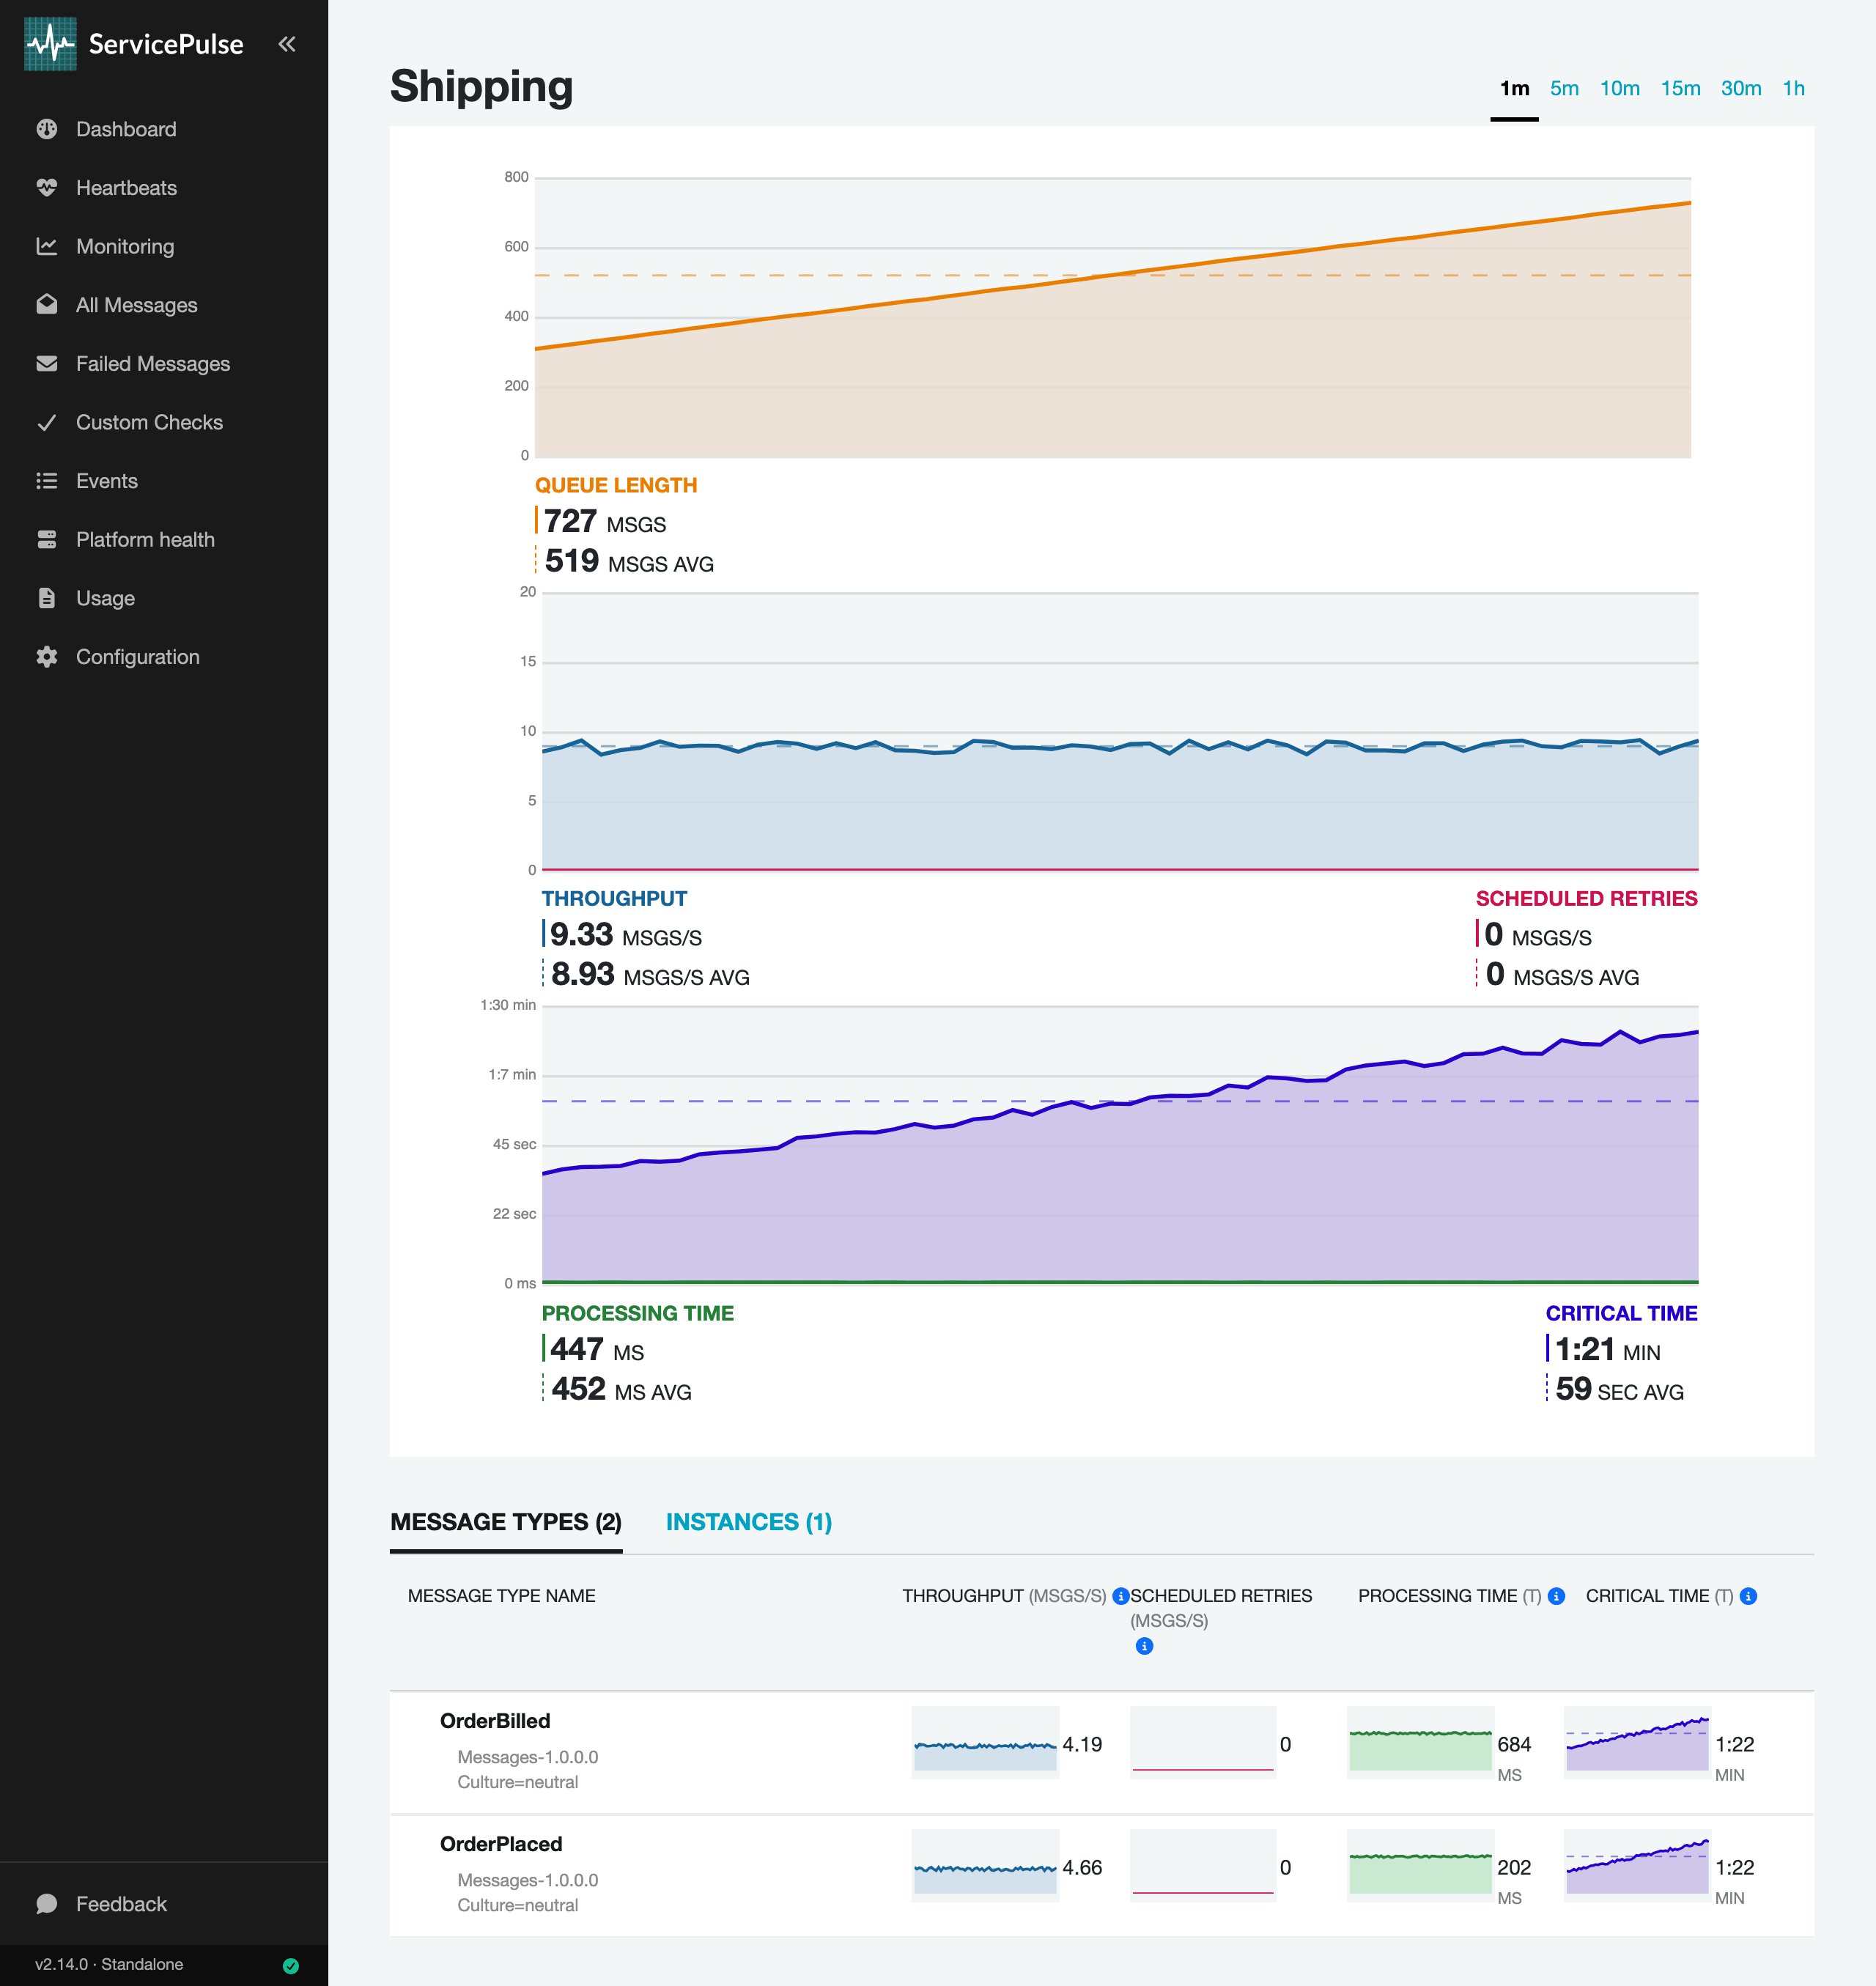 ServicePulse
Dashboard
Heartbeats
Monitoring
All Messages
Failed Messages
Custom Checks
Events
Platform health
Usage
Configuration
Feedback
v2.14.0 · Standalone
Shipping
1m 5m 10m 15m 30m 1h
800
600
400
200
0
QUEUE LENGTH
727 MSGS
519 MSGS AVG
20
15
10
5
0
THROUGHPUT
9.33 MSGS/S
8.93 MSGS/S AVG
SCHEDULED RETRIES
0 MSGS/S
0 MSGS/S AVG
1:30 min
1:7 min
45 sec
22 sec
0 ms
PROCESSING TIME
447 MS
452 MS AVG
CRITICAL TIME
1:21 MIN
59 SEC AVG
MESSAGE TYPES (2) INSTANCES (1)
MESSAGE TYPE NAME THROUGHPUT (MSGS/S) SCHEDULED RETRIES PROCESSING TIME (T) CRITICAL TIME (T)
(MSGS/S)
OrderBilled
Messages-1.0.0.0
Culture=neutral
4.19 0 684 1:22
MS MIN
OrderPlaced
Messages-1.0.0.0
Culture=neutral
4.66 0 202 1:22
MS MIN